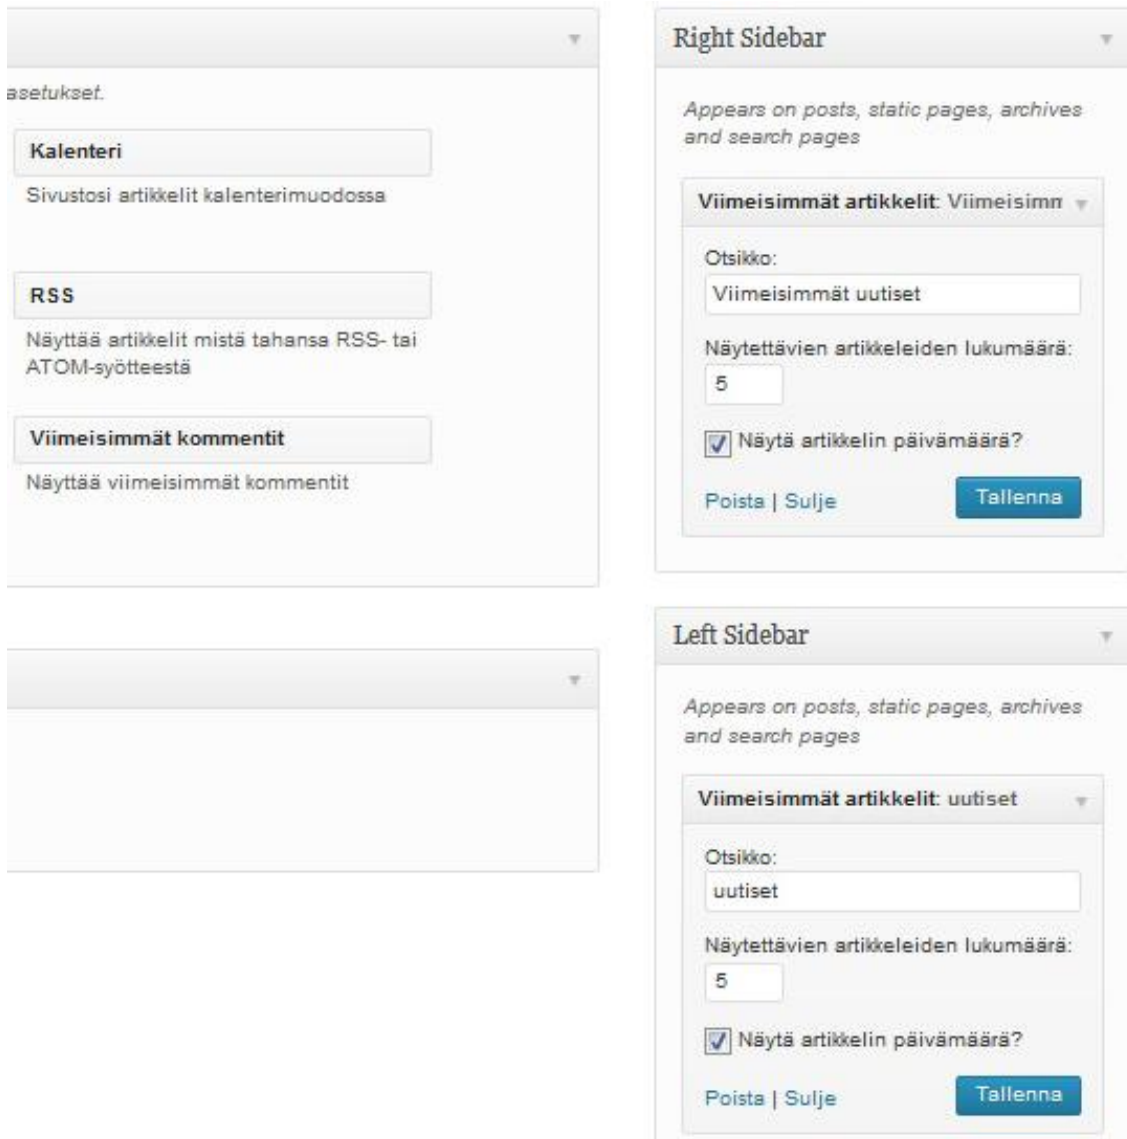 asetukset.
Kalenteri
Sivustosi artikkelit kalenterimuodossa
RSS
Näyttää artikkelit mistä tahansa RSS- tai
ATOM-syötteestä
Viimeisimmät kommentit
Näyttää viimeisimmät kommentit
Right Sidebar
Appears on posts, static pages, archives
and search pages
Viimeisimmät artikkelit: Viimeisimm
Otsikko:
Viimeisimmät uutiset
Näytettävien artikkeleiden lukumäärä:
5
Näytä artikkelin päivämäärä?
Poista | Sulje Tallenna
Left Sidebar
Appears on posts, static pages, archives
and search pages
Viimeisimmät artikkelit: uutiset
Otsikko:
uutiset
Näytettävien artikkeleiden lukumäärä:
5
Näytä artikkelin päivämäärä?
Poista | Sulje Tallenna